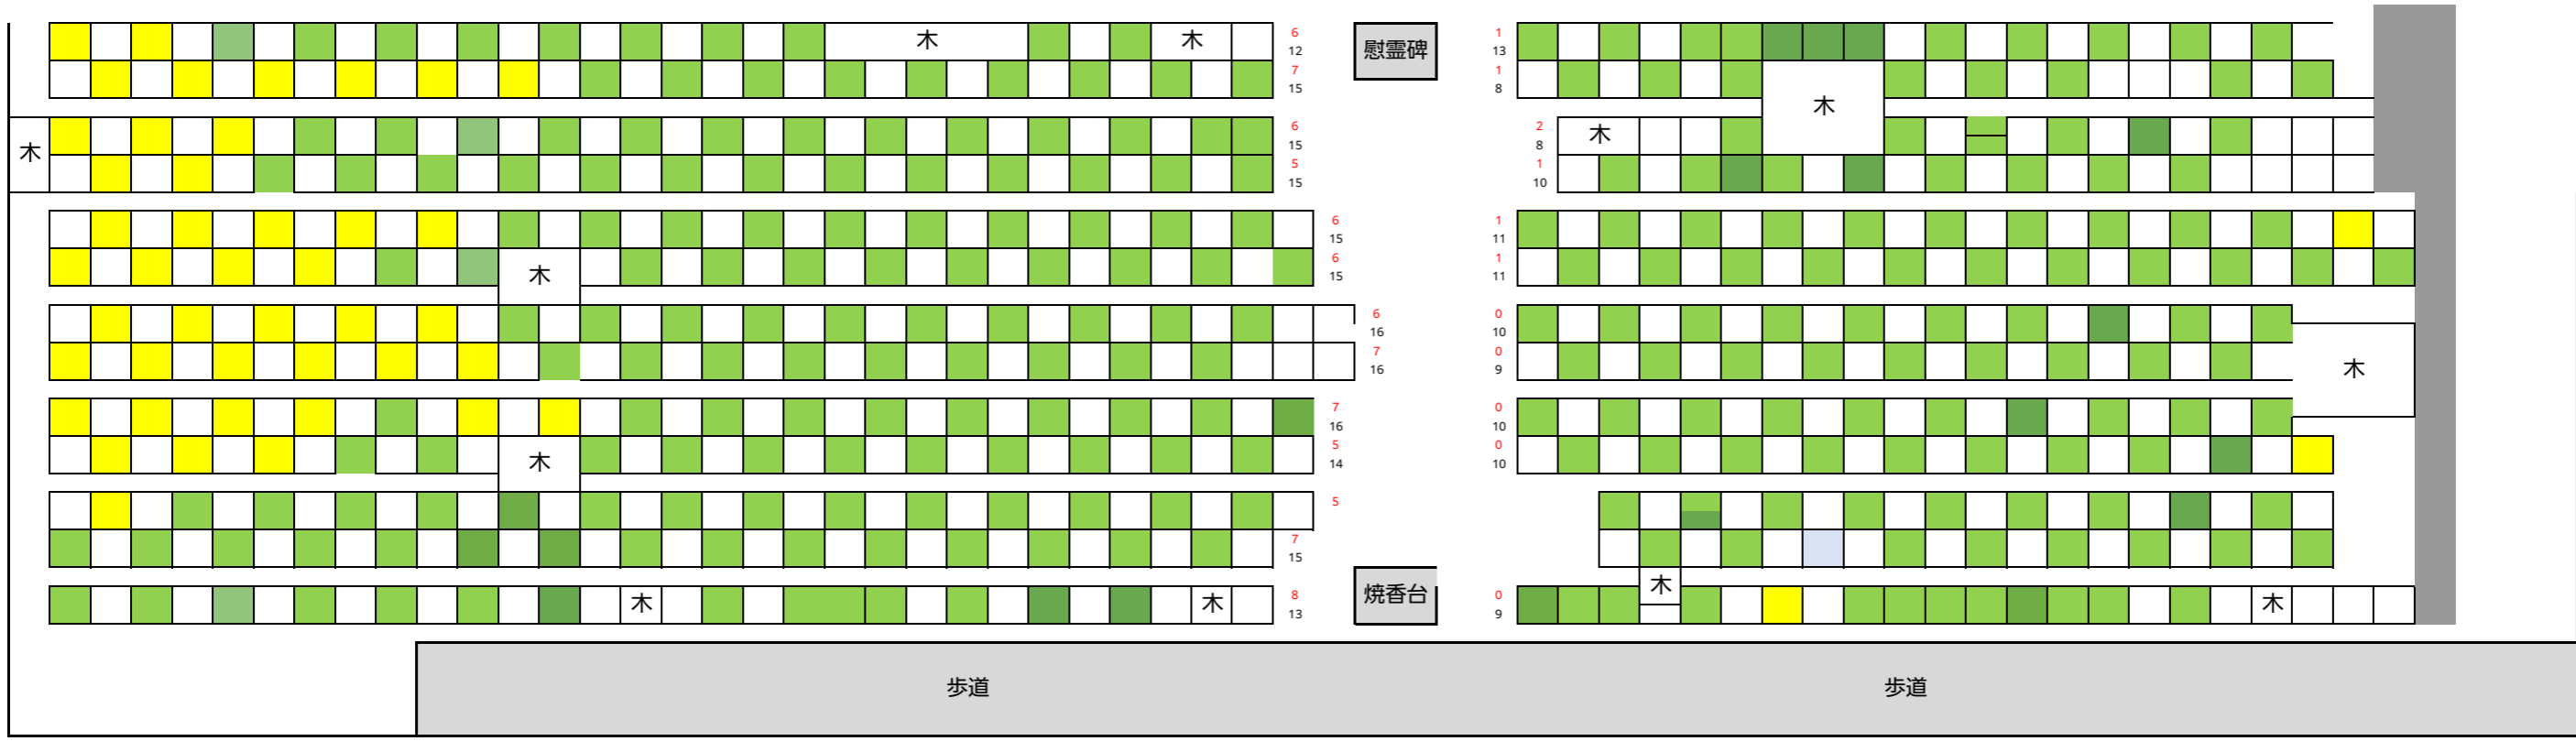 木 木 6 慰霊碑 1
12 13
7 1
15 木 8
6 2 木
木 15 8
5 1
15 10
6 1
15 11
木 6 1
15 11
6 0
16 10
7 0 木
16 9
7 0
16 10
木 5 0
14 10
5
7
15
木 木 8 焼香台 0 木 木
13 9
歩道 歩道